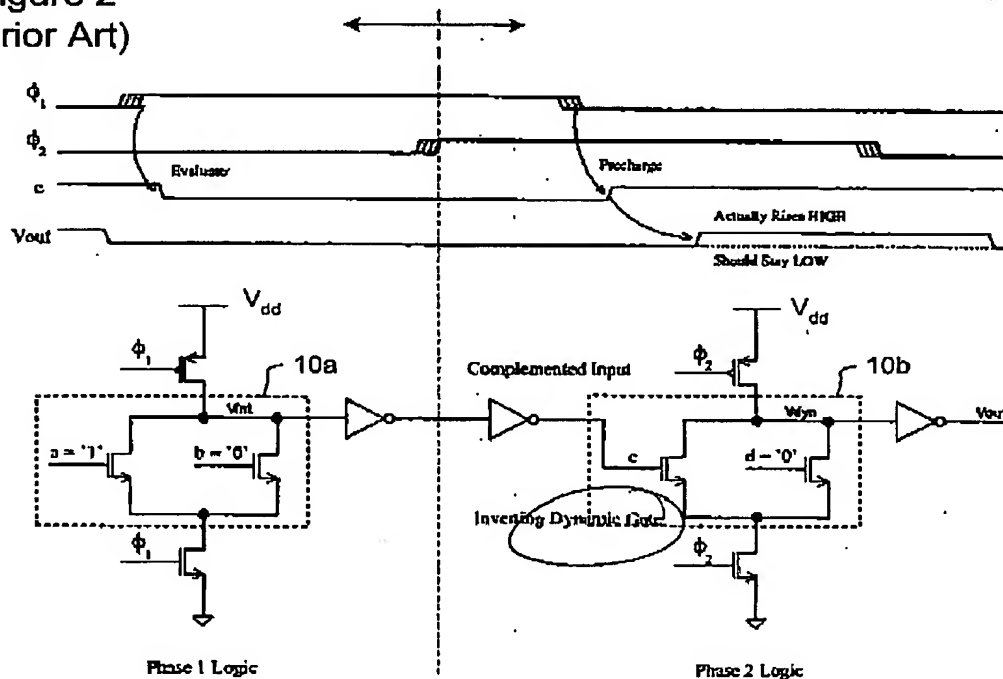 igure 2
rior Art)
ϕ1
ϕ2
Evaluate
Precharge
c
Actually Rises HIGH
Vout
Should Stay LOW
Vdd
Vdd
ϕ1
10a
Complemented Input
ϕ2
10b
Vint
Vdyn
Vout
a = '1'
b = '0'
c
d = '0'
Inverting Dynamic Gate
ϕ1
ϕ2
Phase 1 Logic
Phase 2 Logic